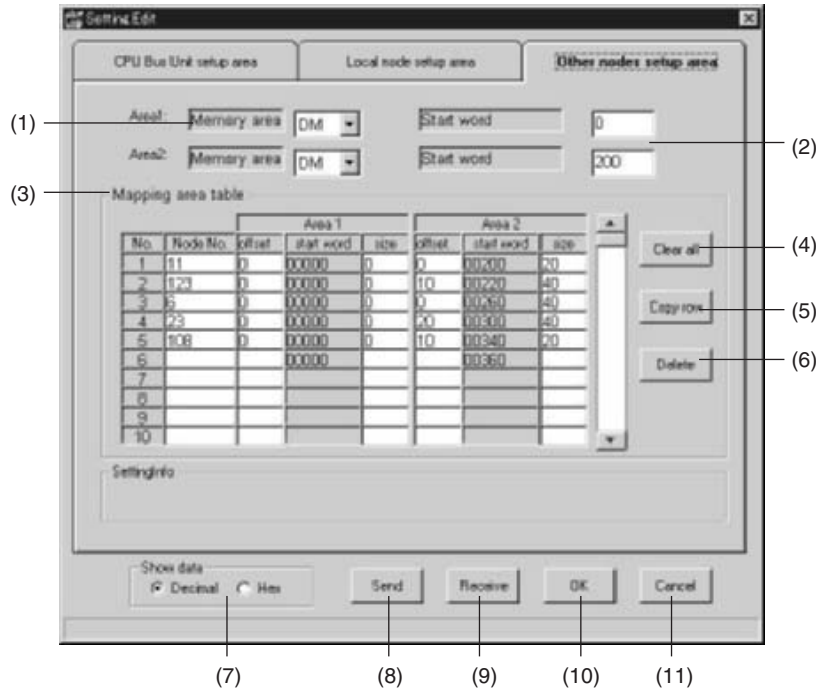 Setting Edit
CPU Bus Unit setup area Local node setup area Other nodes setup area
(1) Area1: Memory area DM Start word 0
(2)
Area2: Memory area DM Start word 200
(3) Mapping area table
Area 1 Area 2
No. Node No. offset start word size offset start word size
1 11 0 00000 0 0 00200 20
2 123 0 00000 0 10 00220 40
3 6 0 00000 0 0 00260 40
4 23 0 00000 0 20 00300 40
5 108 0 00000 0 10 00340 20
6 00000 00360
7
8
9
10
Clear all (4)
Copy row (5)
Delete (6)
SettingInfo
Show data
Decimal Hex Send Receive OK Cancel
(7) (8) (9) (10) (11)